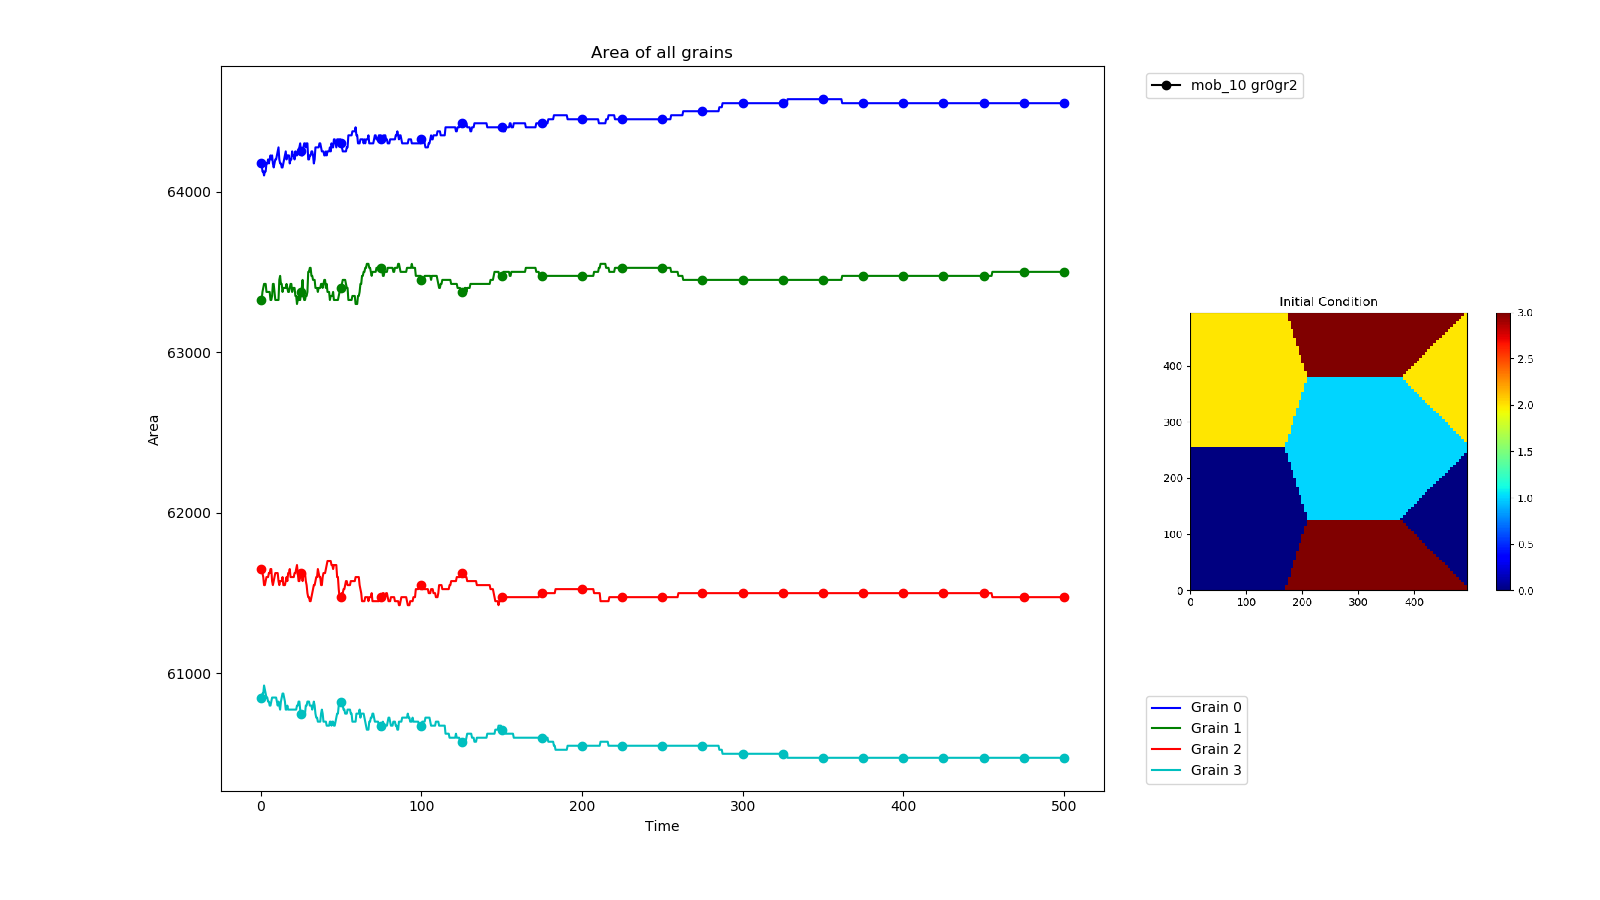 Area of all grains
Area
64000
63000
62000
61000
0 100 200 300 400 500
Time
mob_10 gr0gr2
Initial Condition
400
300
200
100
0
0 100 200 300 400
3.0
2.5
2.0
1.5
1.0
0.5
0.0
Grain 0
Grain 1
Grain 2
Grain 3